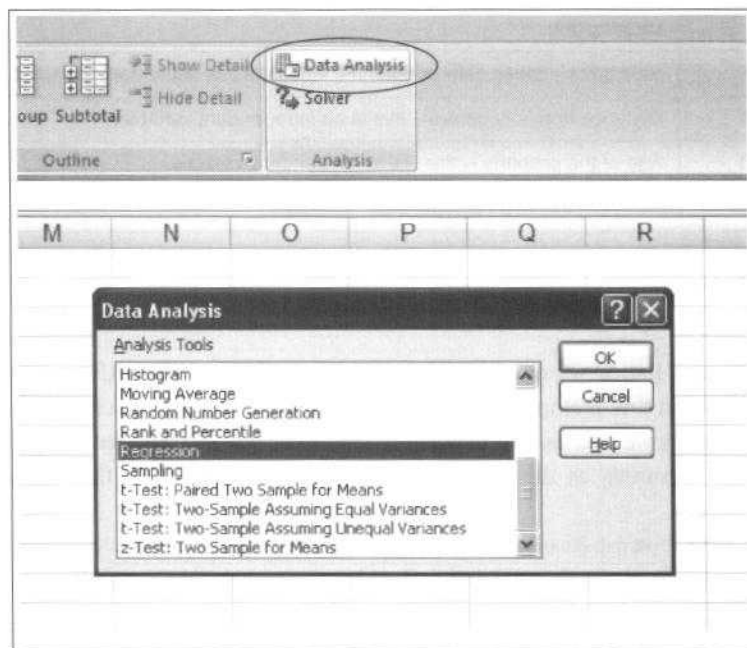 Show Detail
Data Analysis
Hide Detail
Solver
oup Subtotal
Outline
Analysis
M N O P Q R
Data Analysis
?
X
Analysis Tools
Histogram
Moving Average
Random Number Generation
Rank and Percentile
Regression
Sampling
t-Test: Paired Two Sample for Means
t-Test: Two-Sample Assuming Equal Variances
t-Test: Two-Sample Assuming Unequal Variances
z-Test: Two Sample for Means
OK
Cancel
Help